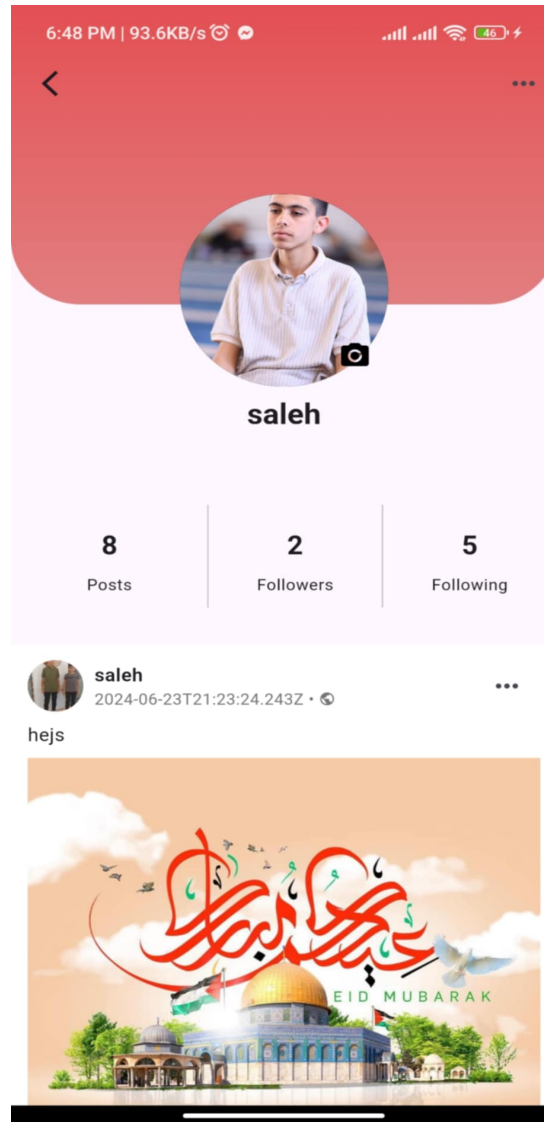 6:48 PM | 93.6KB/s
46
saleh
8
2
5
Posts
Followers
Following
saleh
2024-06-23T21:23:24.243Z •
hejs
عيدكم مبارك
EID MUBARAK